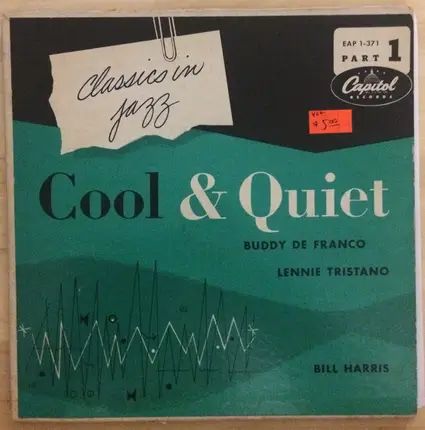 Classics in
jazz
EAP 1-371
PART 1
Capitol
RECORDS
$5.00
Cool & Quiet
BUDDY DE FRANCO
LENNIE TRISTANO
BILL HARRIS